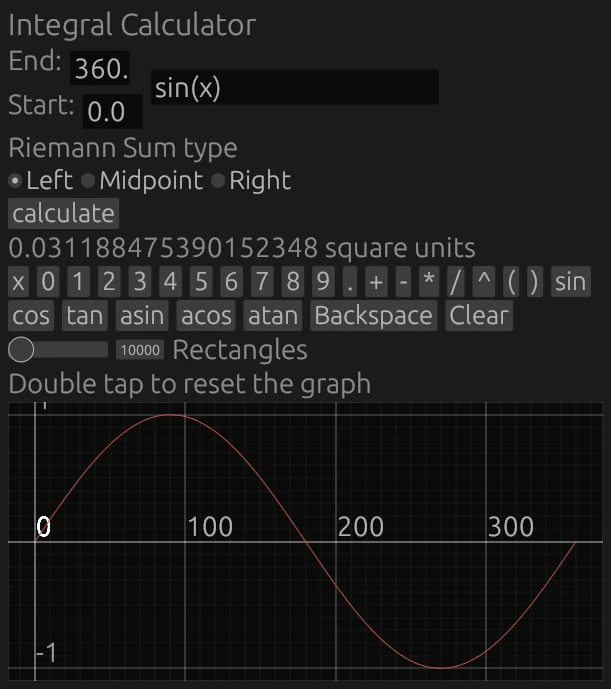 Integral Calculator
End: 360.
sin(x)
Start: 0.0
Riemann Sum type
Left Midpoint Right
calculate
0.031188475390152348 square units
x 0 1 2 3 4 5 6 7 8 9 . + - * / ^ ( ) sin
cos tan asin acos atan Backspace Clear
10000 Rectangles
Double tap to reset the graph
0 100 200 300
-1